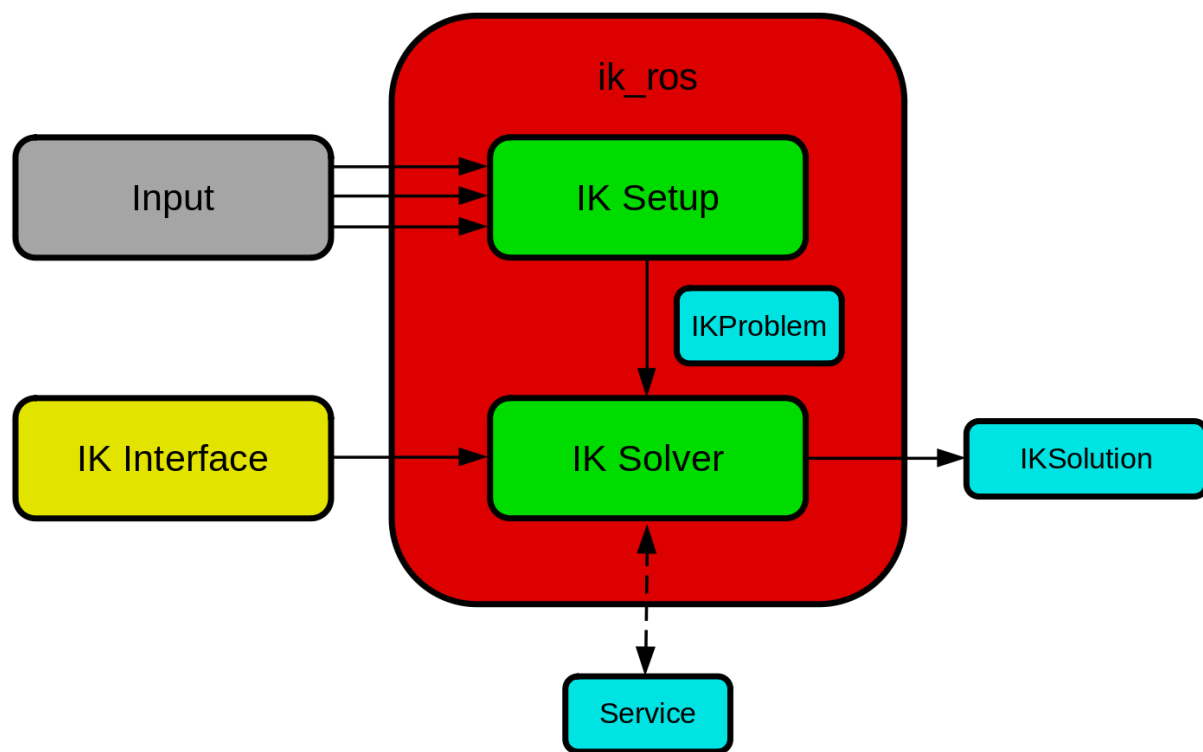 ik_ros
Input
IK Setup
IKProblem
IK Interface
IK Solver
IKSolution
Service